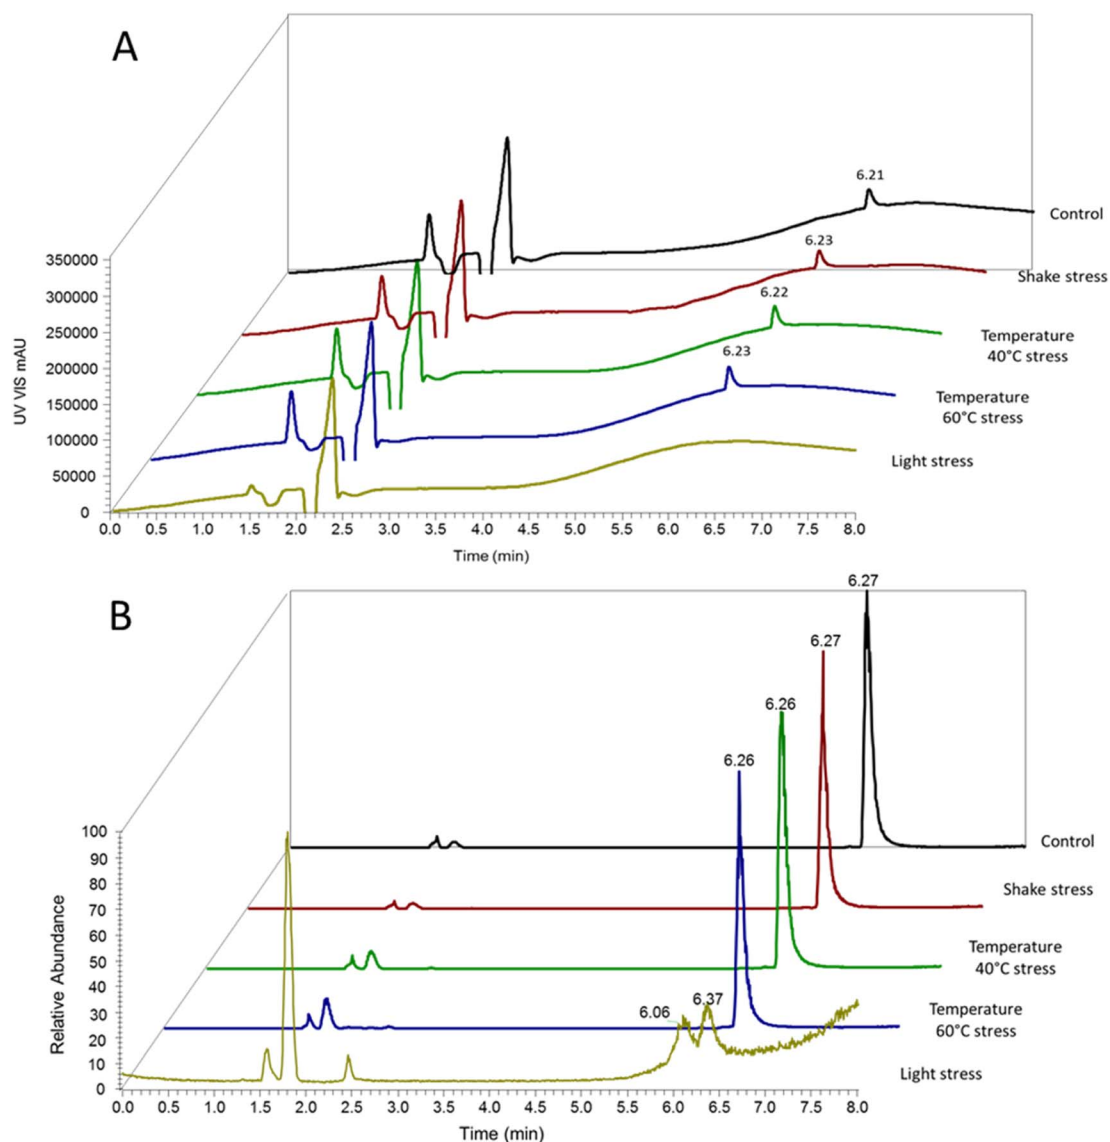 A
6.21
Control
6.23
Shake stress
6.22
Temperature
40°C stress
6.23
Temperature
60°C stress
Light stress
350000
300000
250000
200000
150000
100000
50000
0
UV VIS mAU
0.0 0.5 1.0 1.5 2.0 2.5 3.0 3.5 4.0 4.5 5.0 5.5 6.0 6.5 7.0 7.5 8.0
Time (min)
B
6.27
6.27
6.26
6.26
Control
Shake stress
Temperature
40°C stress
6.06 6.37
Temperature
60°C stress
Light stress
100
90
80
70
60
50
40
30
20
10
0
Relative Abundance
0.0 0.5 1.0 1.5 2.0 2.5 3.0 3.5 4.0 4.5 5.0 5.5 6.0 6.5 7.0 7.5 8.0
Time (min)